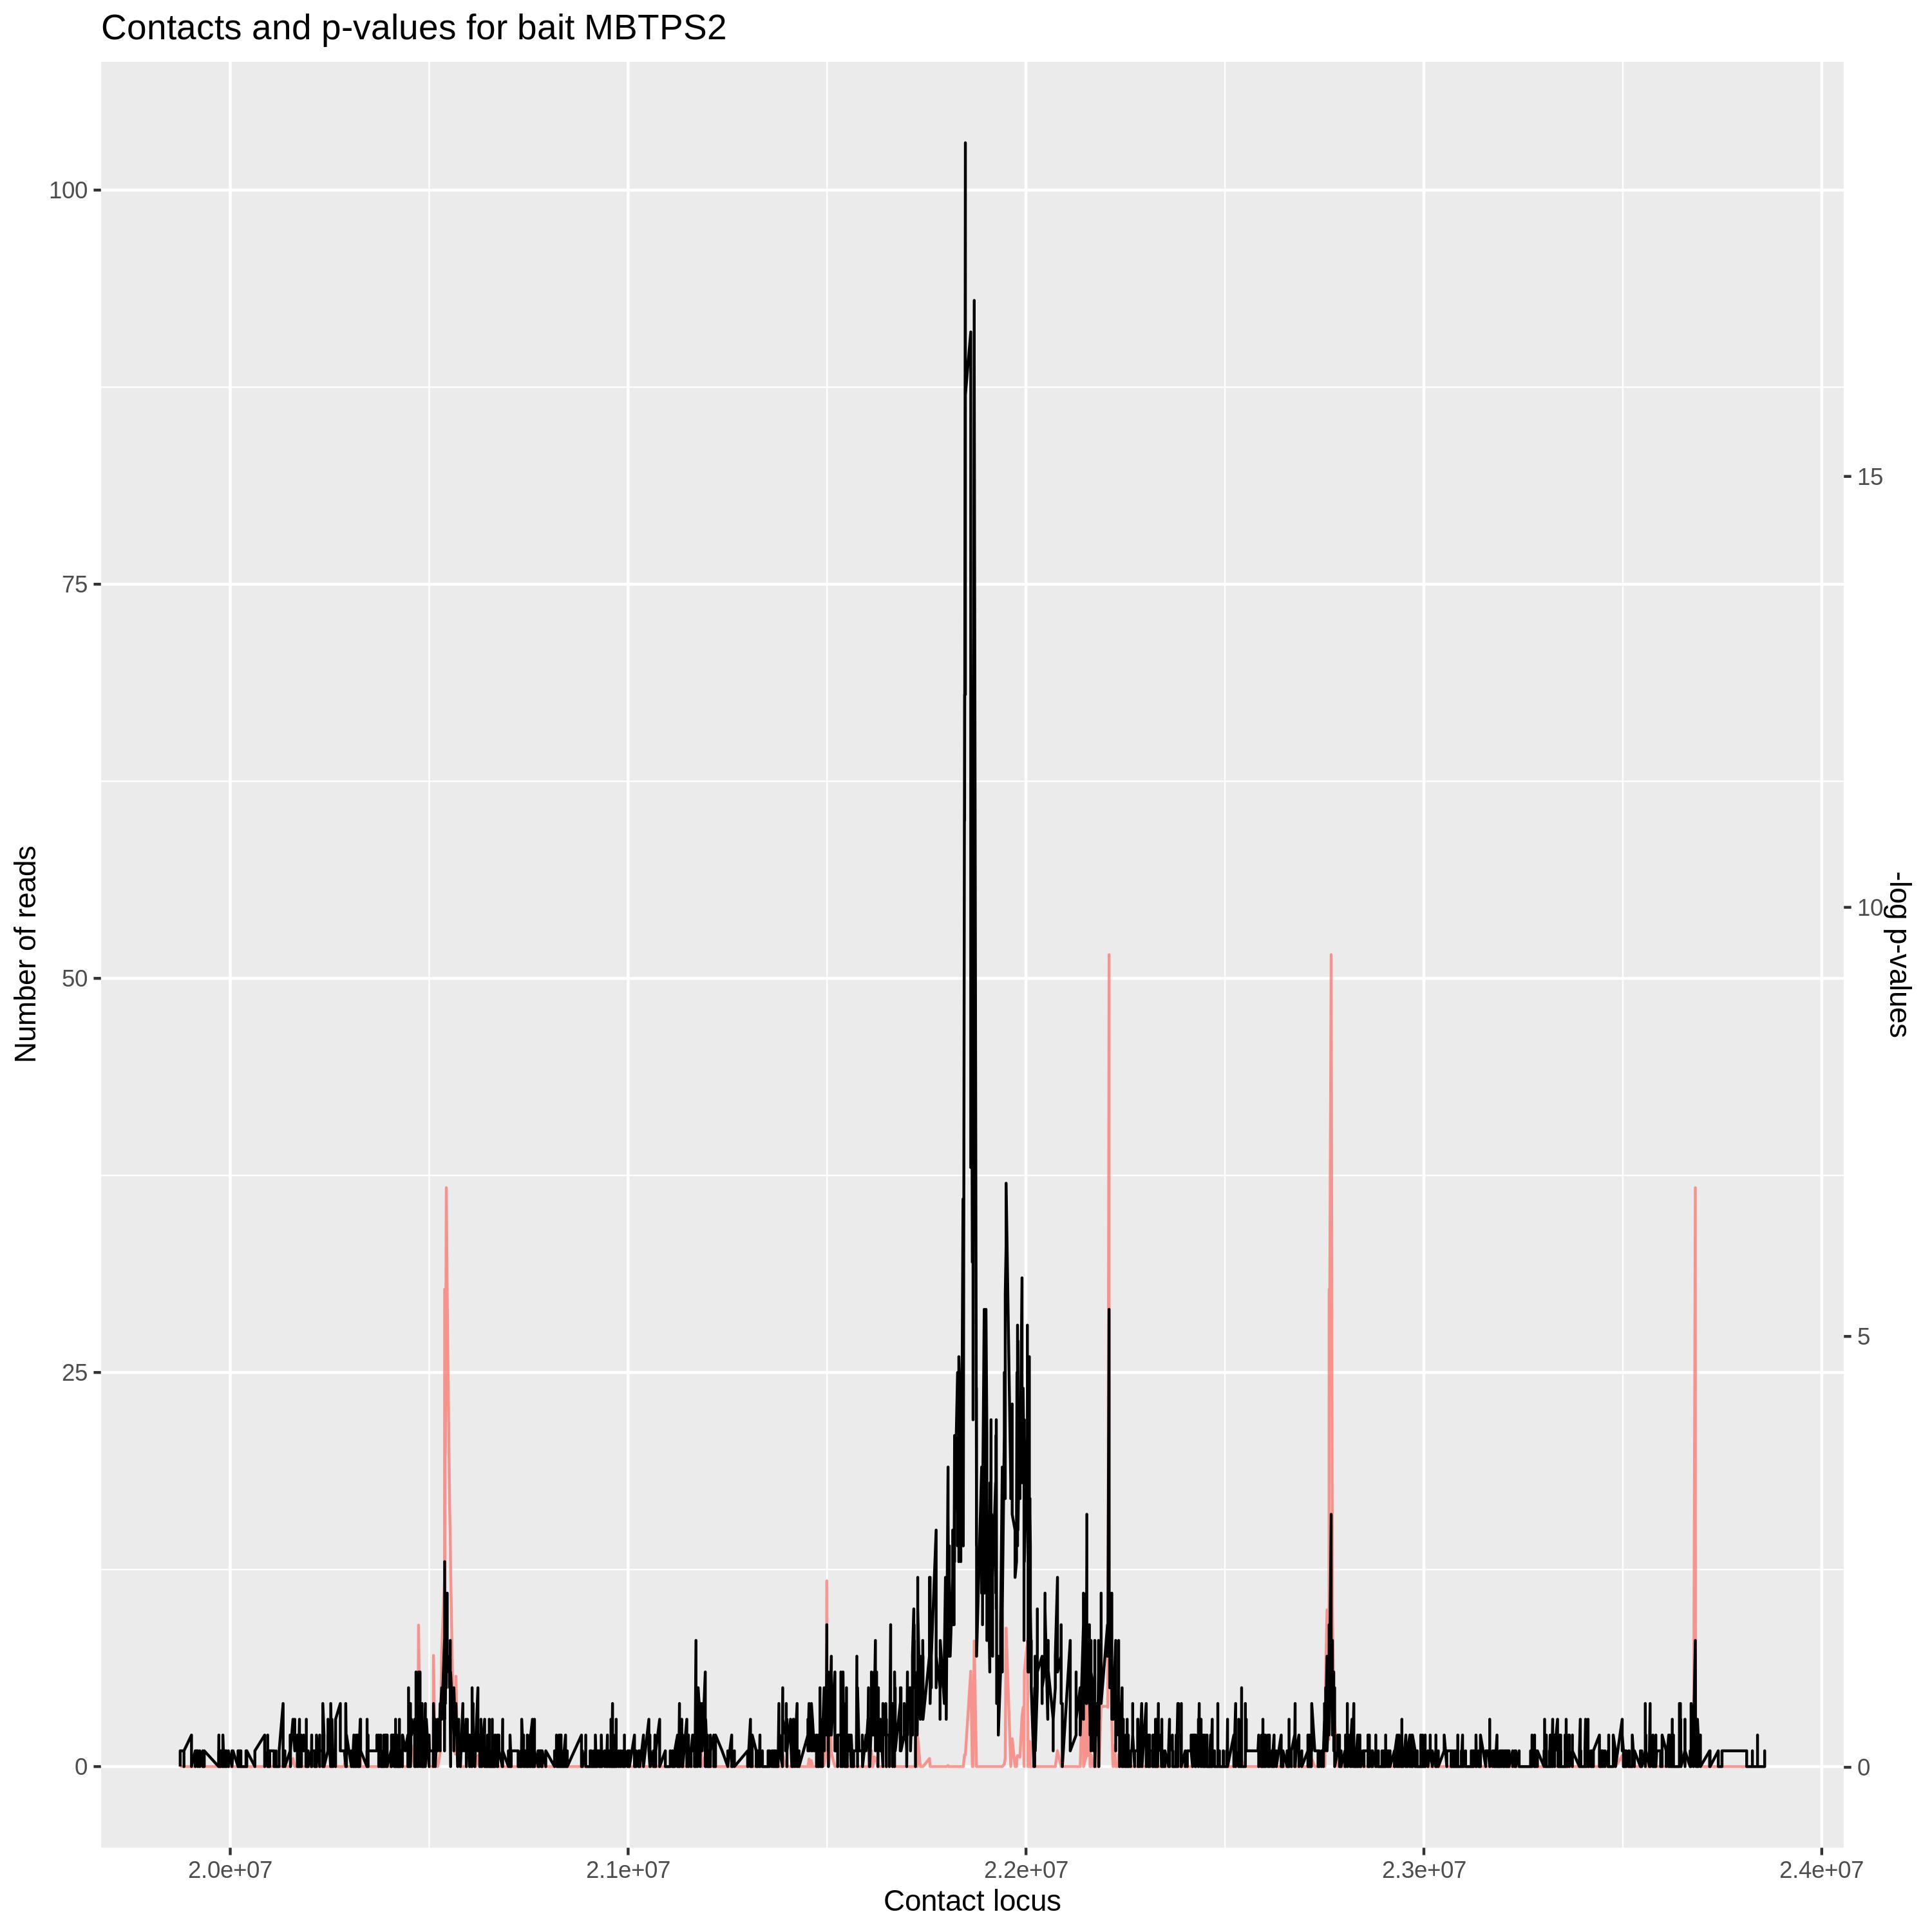 Contacts and p-values for bait MBTPS2
100
75
50
25
0
Number of reads
15
10
5
0
-log p-values
2.0e+07
2.1e+07
2.2e+07
2.3e+07
2.4e+07
Contact locus